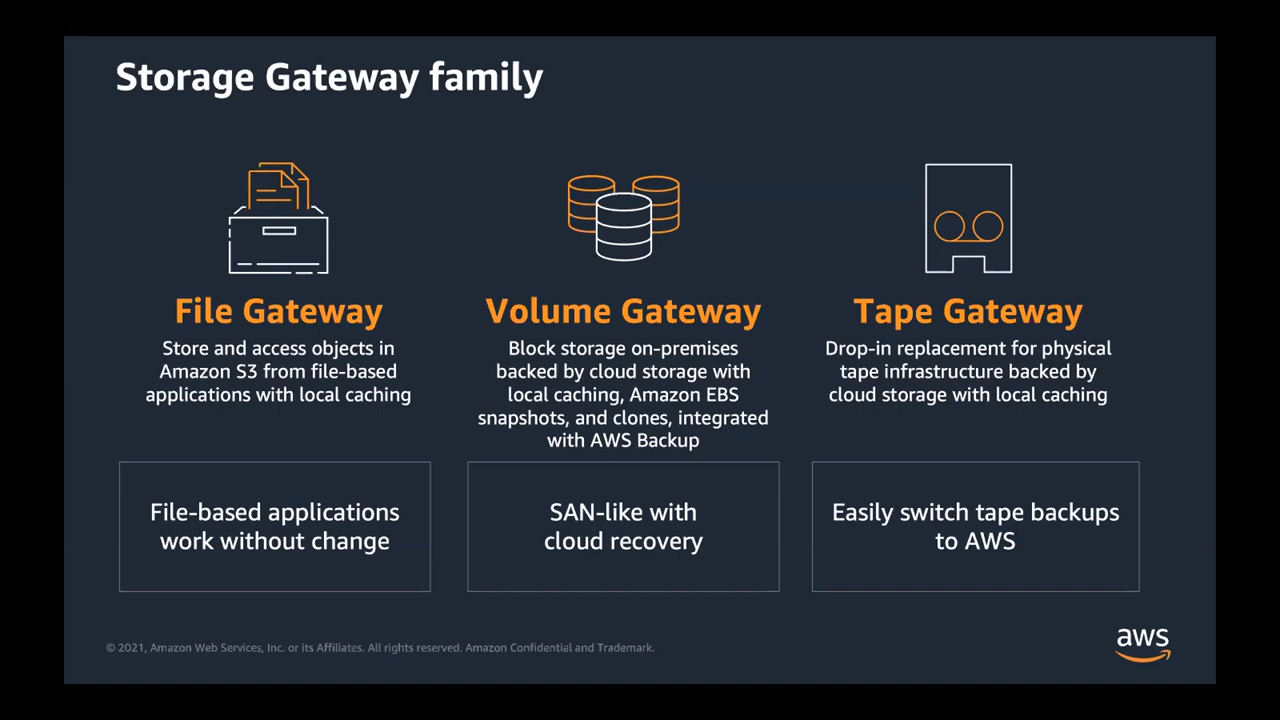 Storage Gateway family
File Gateway
Store and access objects in
Amazon S3 from file-based
applications with local caching
File-based applications
work without change
Volume Gateway
Block storage on-premises
backed by cloud storage with
local caching, Amazon EBS
snapshots, and clones, integrated
with AWS Backup
SAN-like with
cloud recovery
Tape Gateway
Drop-in replacement for physical
tape infrastructure backed by
cloud storage with local caching
Easily switch tape backups
to AWS
© 2021, Amazon Web Services, Inc. or its Affiliates. All rights reserved. Amazon Confidential and Trademark.
aws